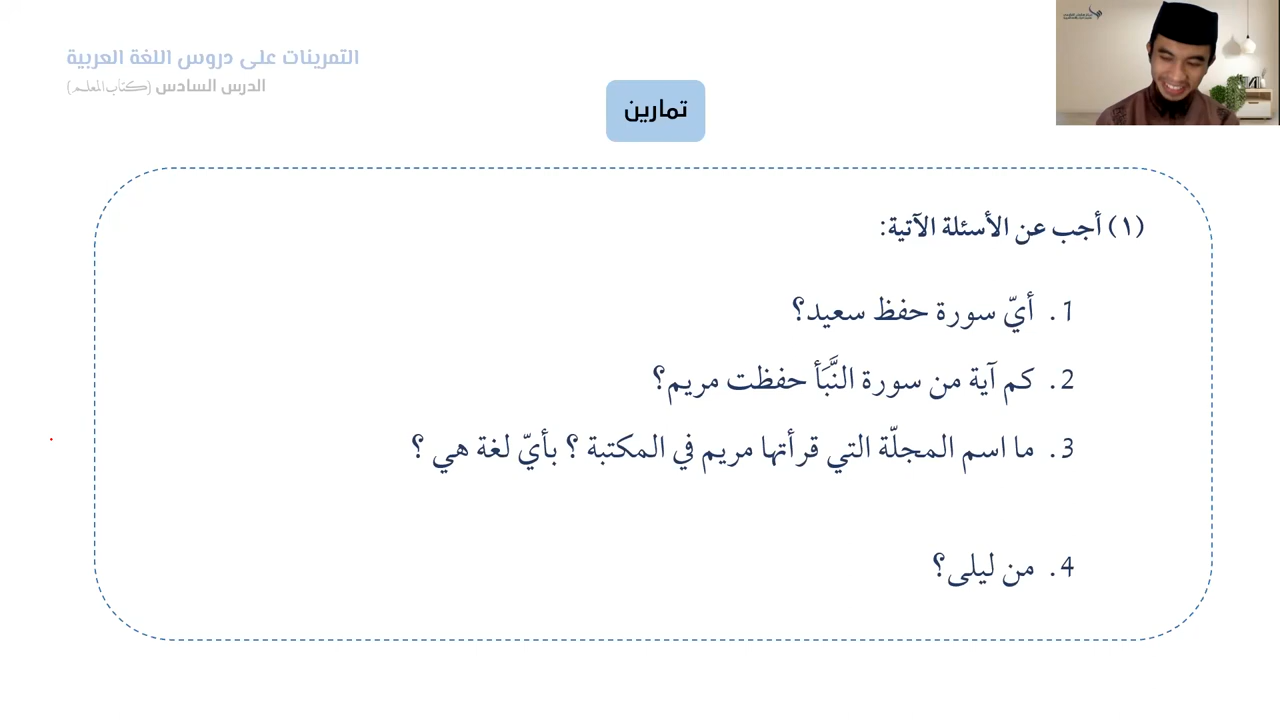 التمرينات على دروس اللغة العربية
الدرس السادس (كتاب المعلم)
تمارين
(١) أجب عن الأسئلة الآتية:
1. أيّ سورة حفظ سعيد؟
2. كم آية من سورة النَّبَأ حفظت مريم؟
3. ما اسم المجلّة التي قرأتها مريم في المكتبة ؟ بأيّ لغة هي ؟
4. من ليلى؟